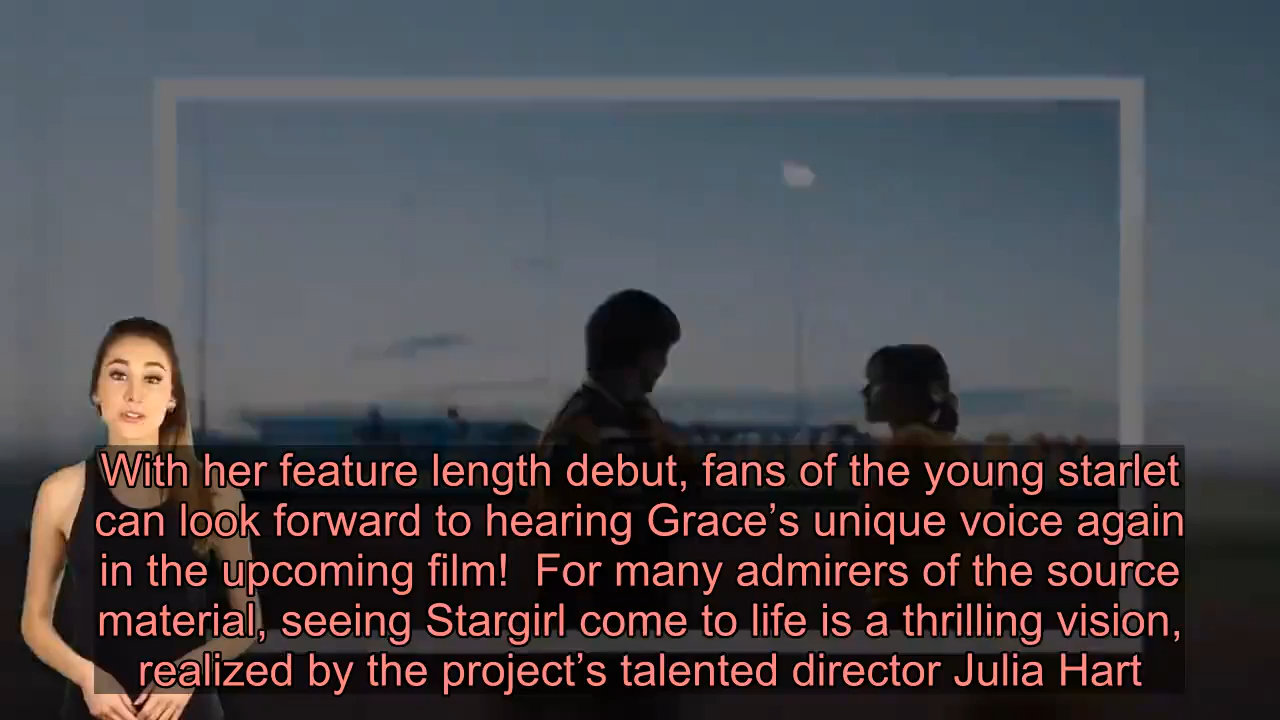 With her feature length debut, fans of the young starlet
can look forward to hearing Grace’s unique voice again
in the upcoming film!  For many admirers of the source
material, seeing Stargirl come to life is a thrilling vision,
realized by the project’s talented director Julia Hart